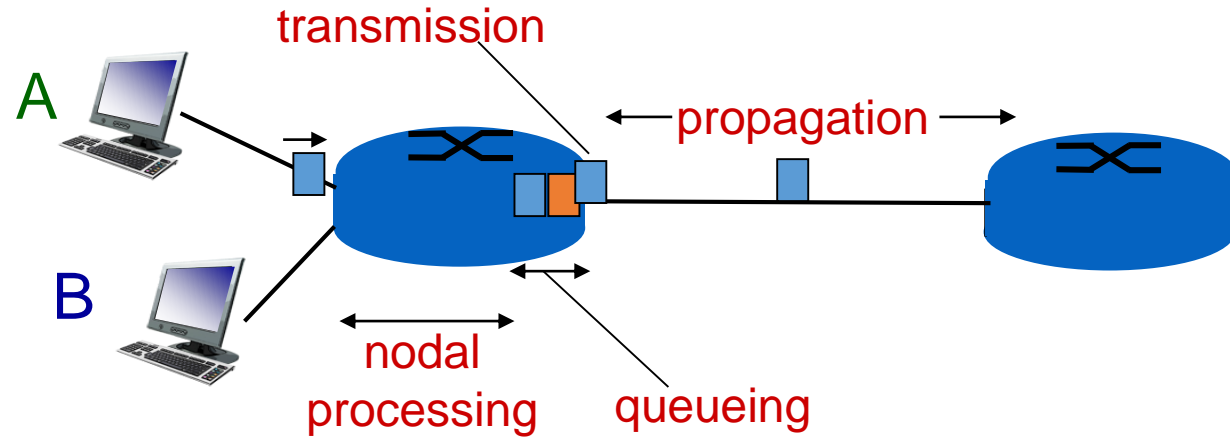 transmission
A
propagation
B
nodal
processing
queueing